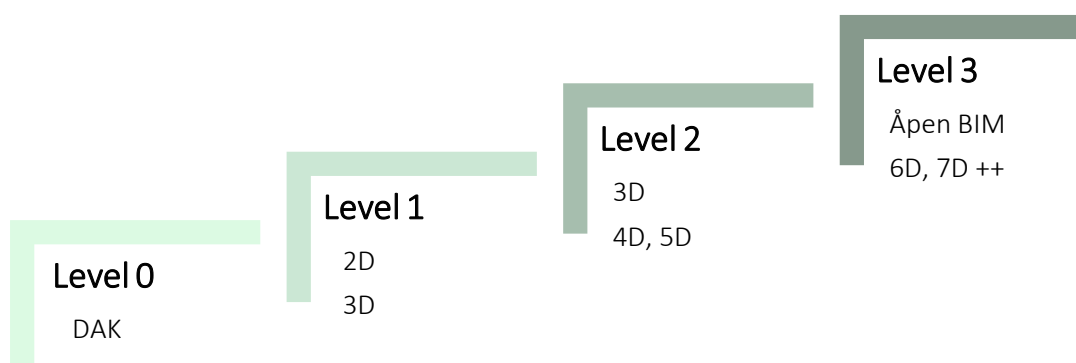 Level 0
DAK
Level 1
2D
3D
Level 2
3D
4D, 5D
Level 3
Åpen BIM
6D, 7D ++